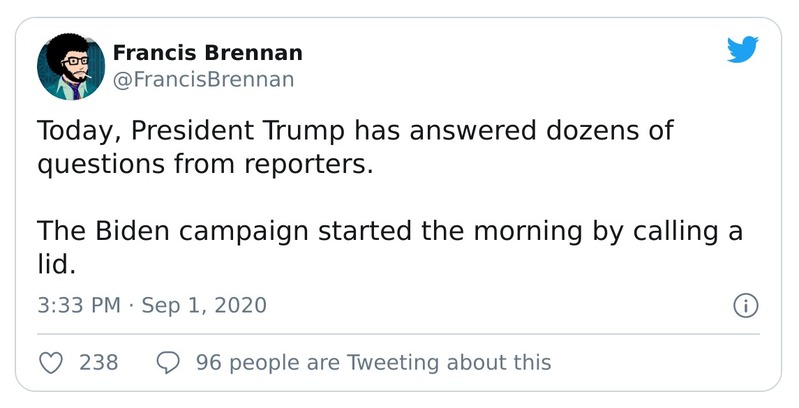 Francis Brennan
@FrancisBrennan
Today, President Trump has answered dozens of
questions from reporters.
The Biden campaign started the morning by calling a
lid.
3:33 PM · Sep 1, 2020
238 96 people are Tweeting about this